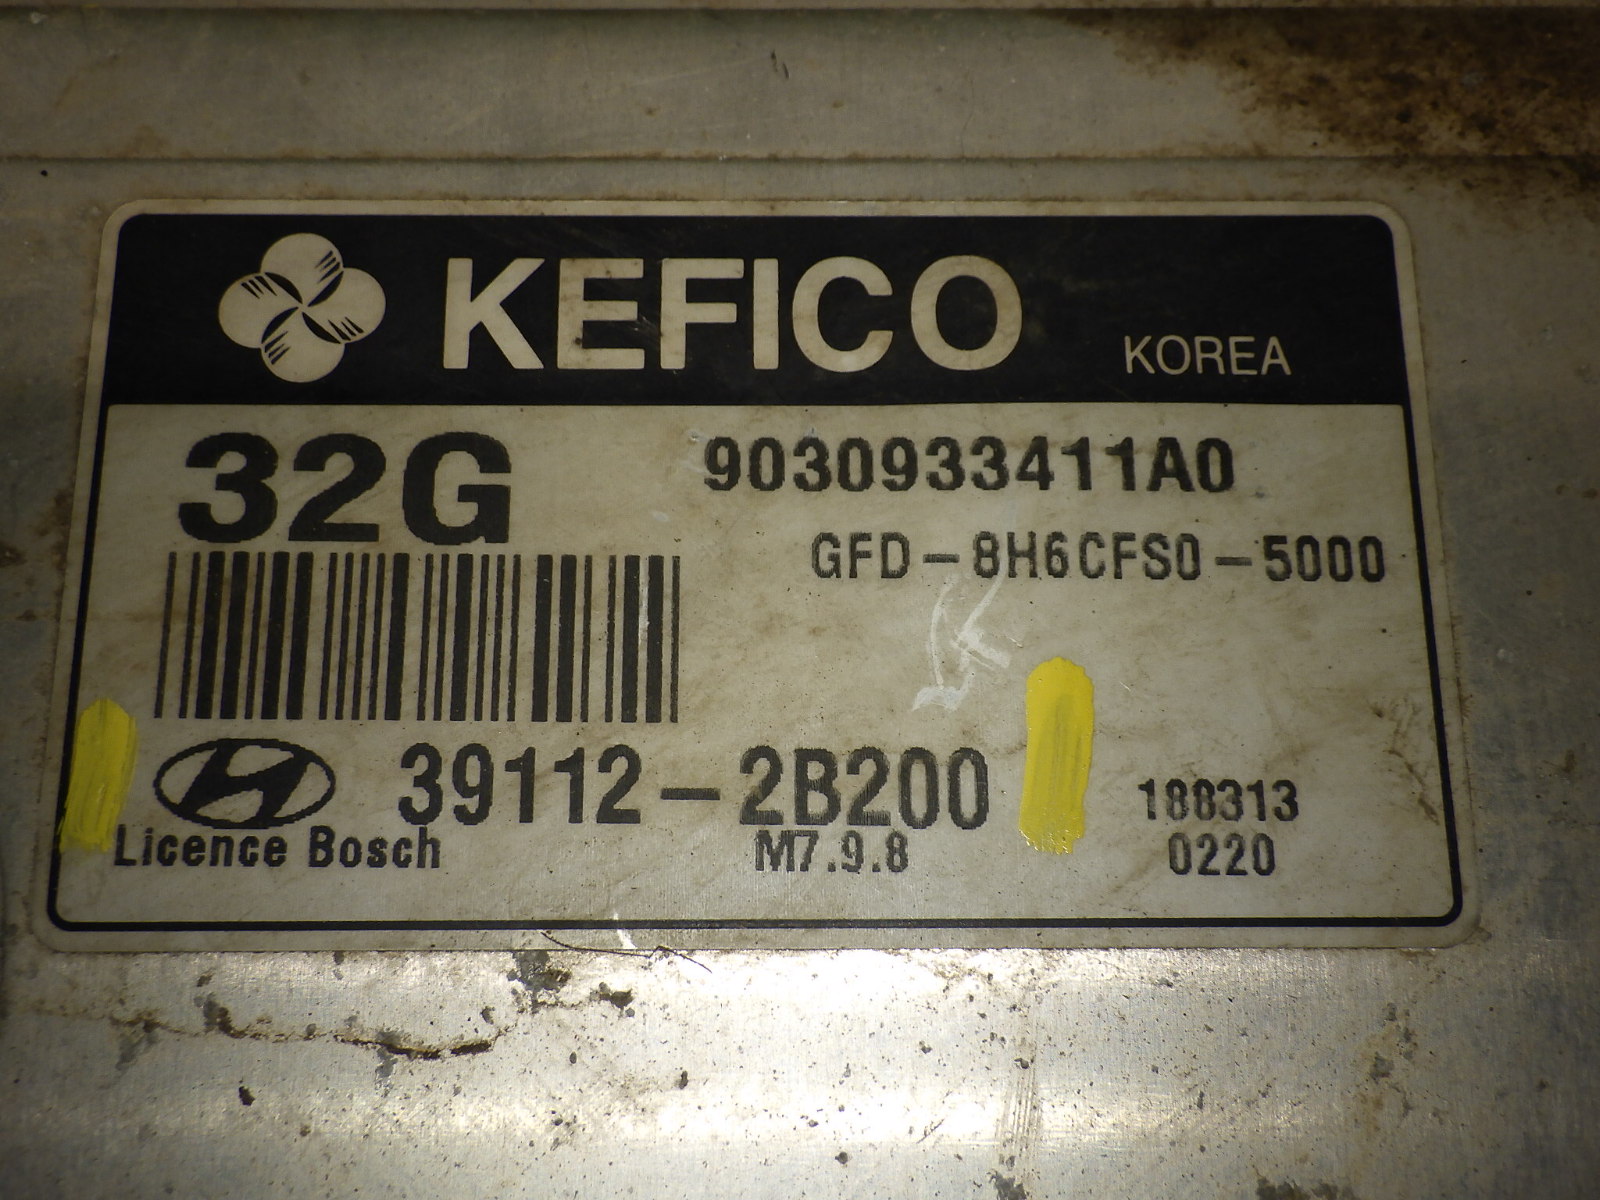 KEFICO KOREA
32G 9030933411A0
GFD-8H6CFS0-5000
39112-2B200
188313
Licence Bosch M7.9.8 0220